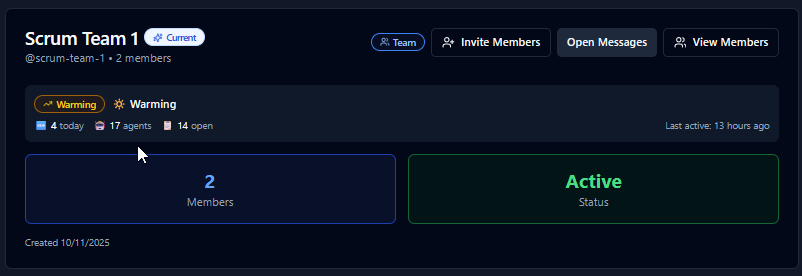 Scrum Team 1 Current
@scrum-team-1 • 2 members
Team Invite Members Open Messages View Members
Warming Warming
4 today 17 agents 14 open Last active: 13 hours ago
2
Members
Active
Status
Created 10/11/2025